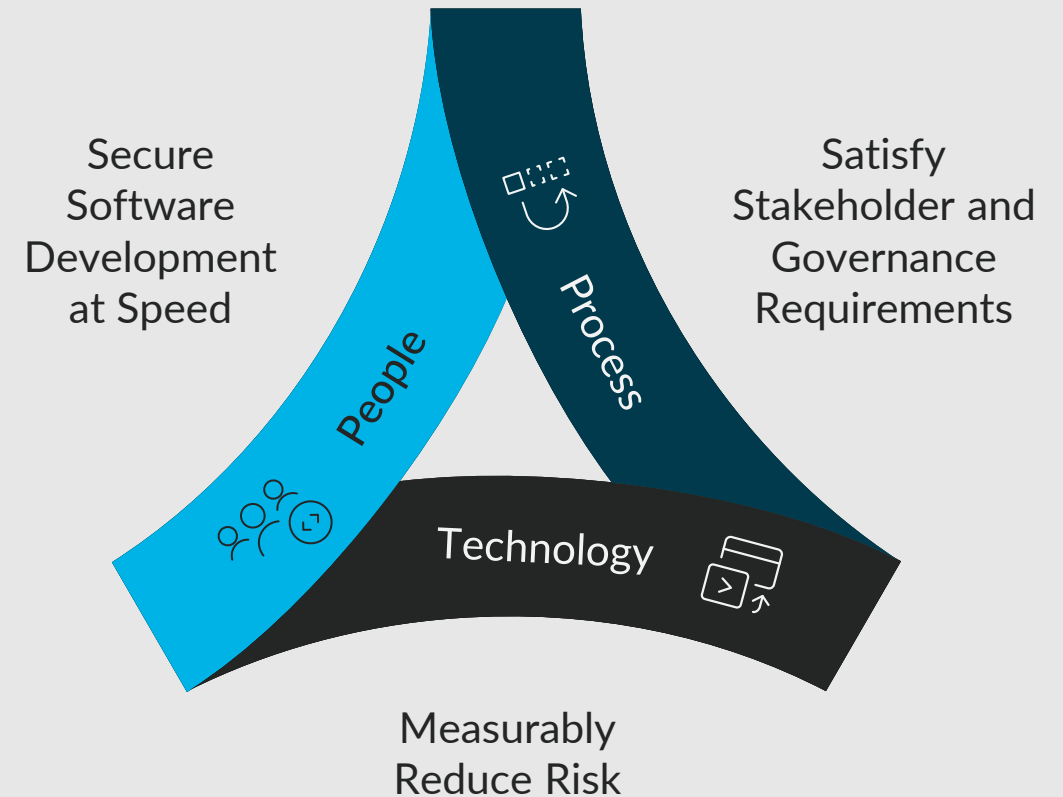 Secure
Software
Development
at Speed
Satisfy
Stakeholder and
Governance
Requirements
Process
People
Technology
Measurably
Reduce Risk